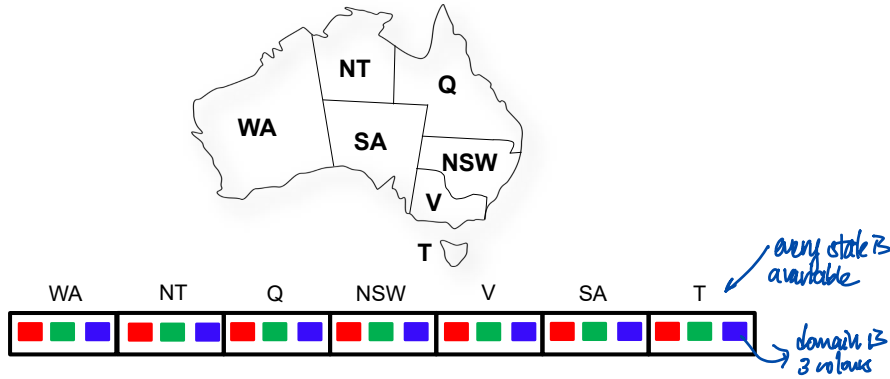 NT
Q
WA
SA
NSW
V
T
every state is
available
WA NT Q NSW V SA T
domain is
3 colours